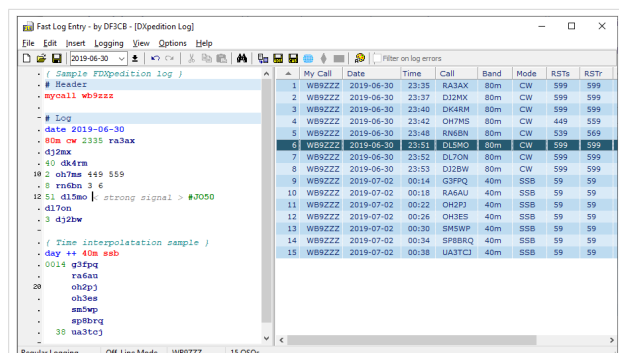 Fast Log Entry - by DF3CB - [DXpedition Log]
File Edit Insert Logging View Options Help
2019-06-30 Filter on log errors
{ Sample FDXpedition log }
# Header
mycall wb9zzz
# Log
date 2019-06-30
80m cw 2335 ra3ax
dj2mx
40 dk4rm
10 2 oh7ms 449 559
8 rn6bn 3 6
12 51 dl5mo < strong signal > #JO50
dl7on
3 dj2bw
{ Time interpolatation sample }
day ++ 40m ssb
0014 g3fpq
ra6au
20 oh2pj
oh3es
sm5wp
sp8brq
38 ua3tcj
My Call Date Time Call Band Mode RSTs RSTr
1 WB9ZZZ 2019-06-30 23:35 RA3AX 80m CW 599 599
2 WB9ZZZ 2019-06-30 23:37 DJ2MX 80m CW 599 599
3 WB9ZZZ 2019-06-30 23:40 DK4RM 80m CW 599 599
4 WB9ZZZ 2019-06-30 23:42 OH7MS 80m CW 449 559
5 WB9ZZZ 2019-06-30 23:48 RN6BN 80m CW 539 569
6 WB9ZZZ 2019-06-30 23:51 DL5MO 80m CW 599 599
7 WB9ZZZ 2019-06-30 23:52 DL7ON 80m CW 599 599
8 WB9ZZZ 2019-06-30 23:53 DJ2BW 80m CW 599 599
9 WB9ZZZ 2019-07-02 00:14 G3FPQ 40m SSB 59 59
10 WB9ZZZ 2019-07-02 00:18 RA6AU 40m SSB 59 59
11 WB9ZZZ 2019-07-02 00:22 OH2PJ 40m SSB 59 59
12 WB9ZZZ 2019-07-02 00:26 OH3ES 40m SSB 59 59
13 WB9ZZZ 2019-07-02 00:30 SM5WP 40m SSB 59 59
14 WB9ZZZ 2019-07-02 00:34 SP8BRQ 40m SSB 59 59
15 WB9ZZZ 2019-07-02 00:38 UA3TCJ 40m SSB 59 59
Regular Logging Off-Line Mode WB9ZZZ 15 QSOs